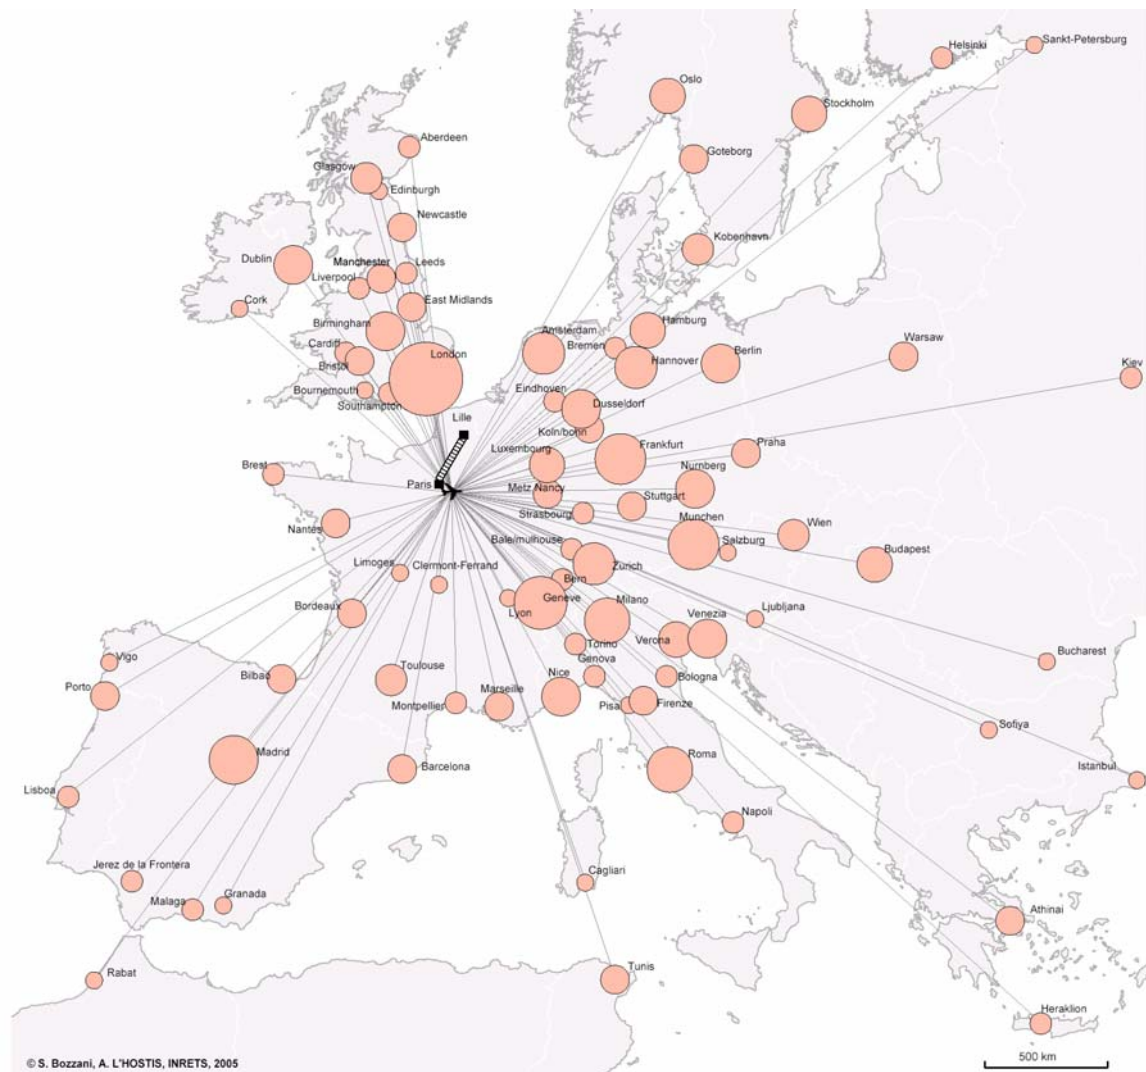 Helsinki
Sankt-Petersburg
Oslo
Stockholm
Aberdeen
Goteborg
Glasgow
Edinburgh
Newcastle
Kobenhavn
Dublin
Manchester
Leeds
Liverpool
Cork
East Midlands
Birmingham
Amsterdam
Hamburg
Bremen
Warsaw
Cardiff
London
Hannover
Berlin
Bristol
Kiev
Bournemouth
Eindhoven
Southampton
Dusseldorf
Lille
Koln/bonn
Luxembourg
Frankfurt
Praha
Brest
Nurnberg
Paris
Metz Nancy
Stuttgart
Strasbourg
Munchen
Wien
Nantes
Bale/mulhouse
Salzburg
Budapest
Limoges
Clermont-Ferrand
Zurich
Bern
Geneve
Bordeaux
Lyon
Milano
Venezia
Ljubljana
Verona
Torino
Vigo
Genova
Bucharest
Bilbao
Toulouse
Nice
Bologna
Porto
Montpellier
Marseille
Pisa
Firenze
Sofiya
Madrid
Barcelona
Roma
Istanbul
Lisboa
Napoli
Jerez de la Frontera
Cagliari
Malaga
Granada
Athinai
Rabat
Tunis
Heraklion
© S. Bozzani, A. L'HOSTIS, INRETS, 2005
500 km